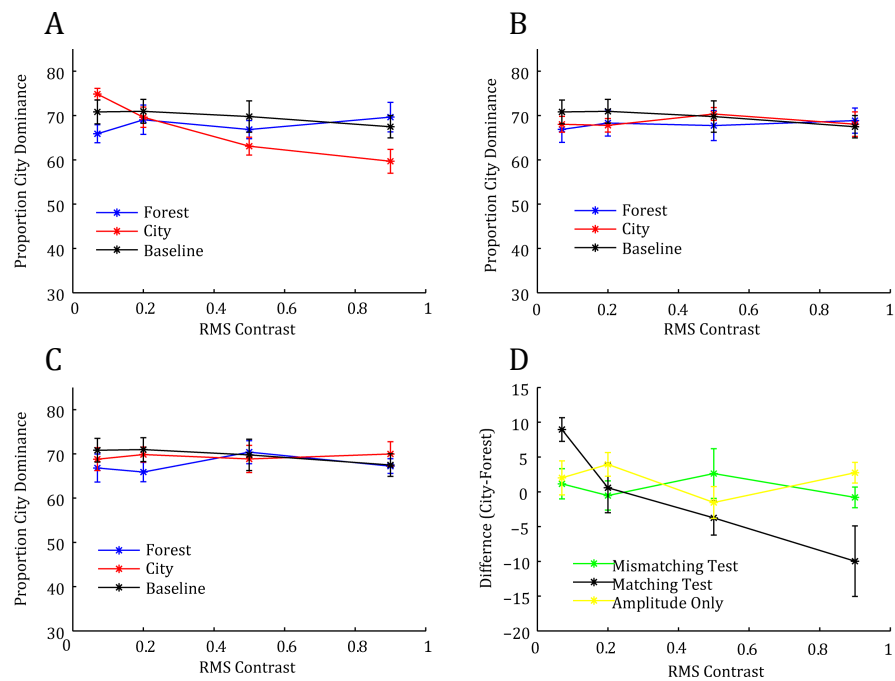 A
Proportion City Dominance
80
70
60
50
40
30
Forest
City
Baseline
0 0.2 0.4 0.6 0.8 1
RMS Contrast
B
Proportion City Dominance
80
70
60
50
40
30
Forest
City
Baseline
0 0.2 0.4 0.6 0.8 1
RMS Contrast
C
Proportion City Dominance
80
70
60
50
40
30
Forest
City
Baseline
0 0.2 0.4 0.6 0.8 1
RMS Contrast
D
Differnce (City-Forest)
15
10
5
0
−5
−10
−15
−20
Mismatching Test
Matching Test
Amplitude Only
0 0.2 0.4 0.6 0.8 1
RMS Contrast